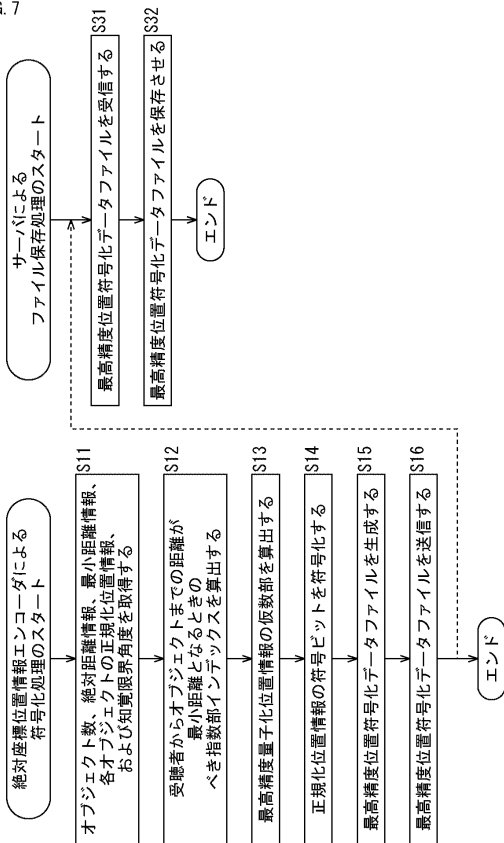 G. 7
絶対座標位置情報エンコーダによる
符号化処理のスタート
S11
オブジェクト数、絶対距離情報、最小距離情報、
各オブジェクトの正規化位置情報、
および知覚限界角度を取得する
S12
受聴者からオブジェクトまでの距離が
最小距離となるときの
べき指数部インデックスを算出する
S13
最高精度量子化位置情報の仮数部を算出する
S14
正規化位置情報の符号ビットを符号化する
S15
最高精度位置符号化データファイルを生成する
S16
最高精度位置符号化データファイルを送信する
エンド
サーバによる
ファイル保存処理のスタート
S31
最高精度位置符号化データファイルを受信する
S32
最高精度位置符号化データファイルを保存させる
エンド